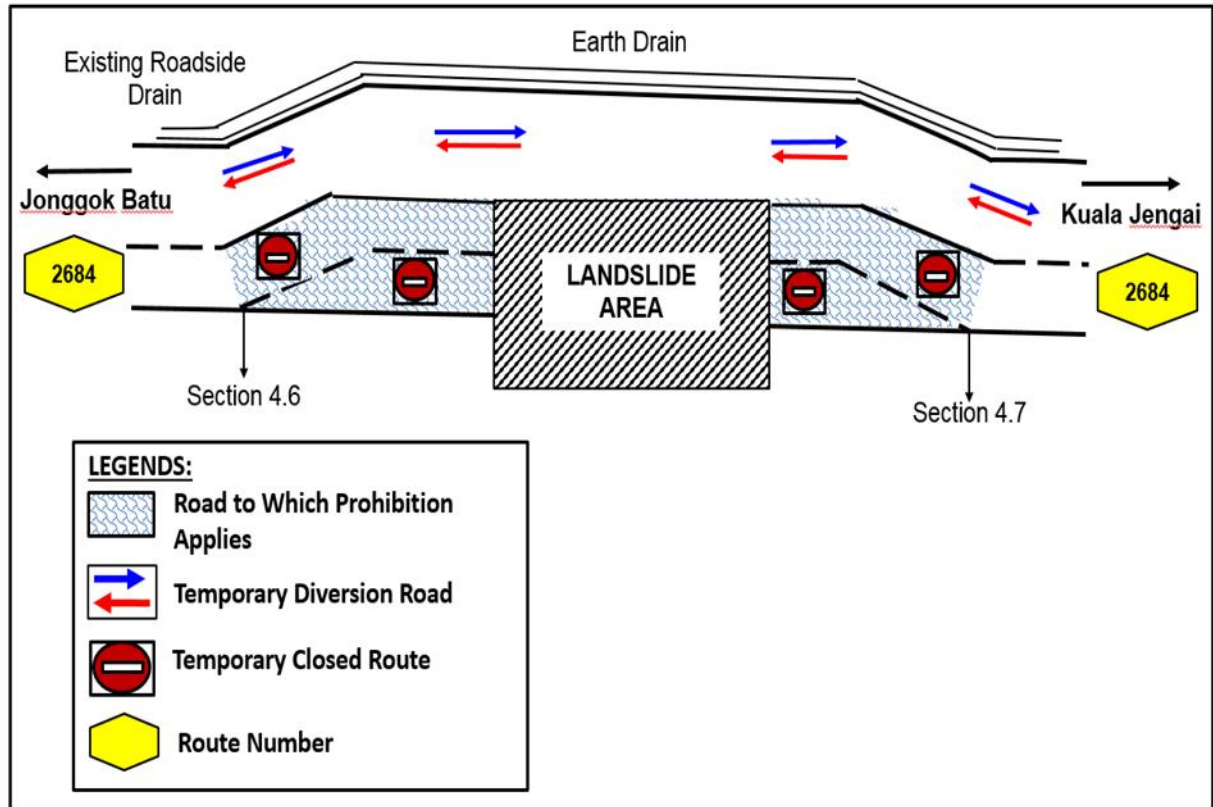 Earth Drain
Existing Roadside
Drain
Jonggok Batu
Kuala Jengai
2684
LANDSLIDE
AREA
2684
Section 4.6
Section 4.7
LEGENDS:
Road to Which Prohibition
Applies
Temporary Diversion Road
Temporary Closed Route
Route Number